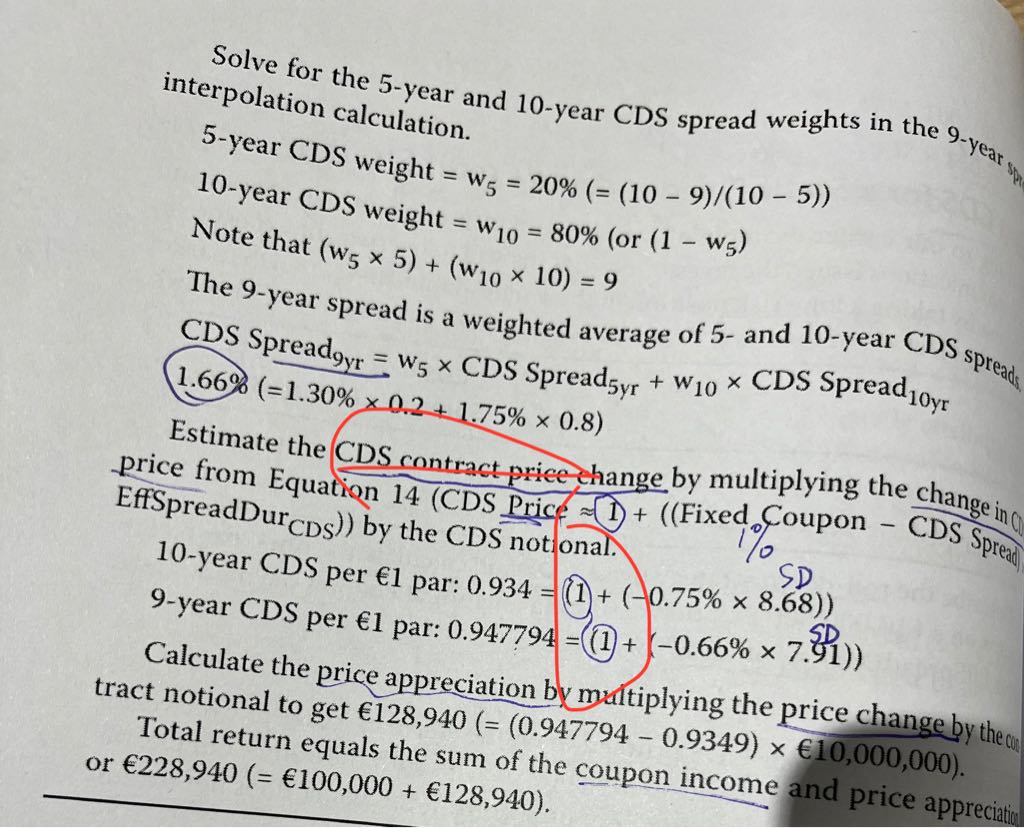 Solve for the 5-year and 10-year CDS spread weights in the 9-year
interpolation calculation.
5-year CDS weight = w5 = 20% (= (10 − 9)/(10 − 5))
10-year CDS weight = w10 = 80% (or (1 − w5)
Note that (w5 × 5) + (w10 × 10) = 9
The 9-year spread is a weighted average of 5- and 10-year CDS spreads.
CDS Spread9yr = w5 × CDS Spread5yr + w10 × CDS Spread10yr
1.66% (=1.30% × 0.2 + 1.75% × 0.8)
Estimate the CDS contract price change by multiplying the change in
price from Equation 14 (CDS Price ≈ 1 + ((Fixed Coupon − CDS Spread)
1%
EffSpreadDurCDS)) by the CDS notional.
SD
10-year CDS per €1 par: 0.934 = (1 + (−0.75% × 8.68))
SD
9-year CDS per €1 par: 0.947794 = (1 + (−0.66% × 7.91))
Calculate the price appreciation by multiplying the price change by the
tract notional to get €128,940 (= (0.947794 − 0.9349) × €10,000,000).
Total return equals the sum of the coupon income and price appreciation
or €228,940 (= €100,000 + €128,940).